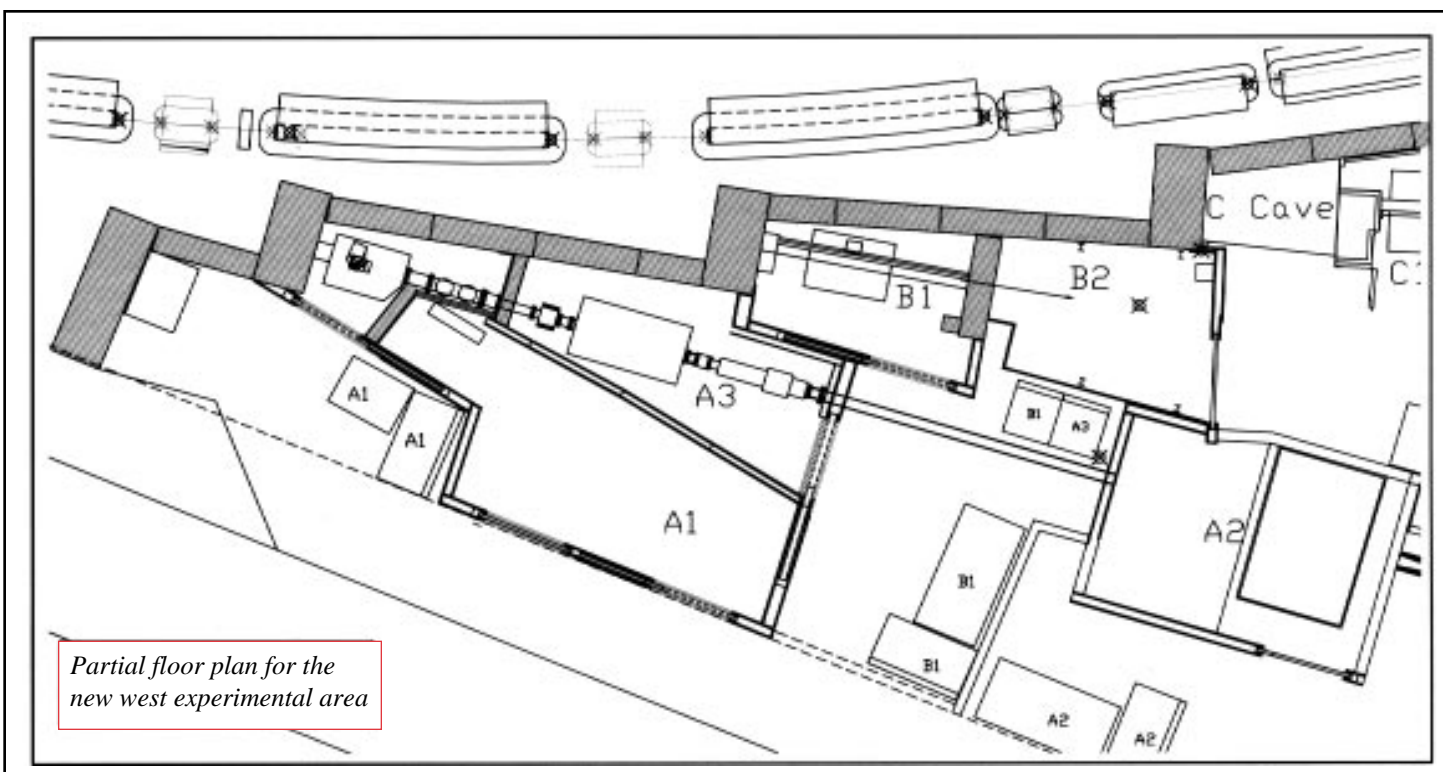 C Cave
B2
B1
C1
A3
A1
A1
B1
A3
A1
A2
B1
B1
A2
A2
Partial floor plan for the
new west experimental area